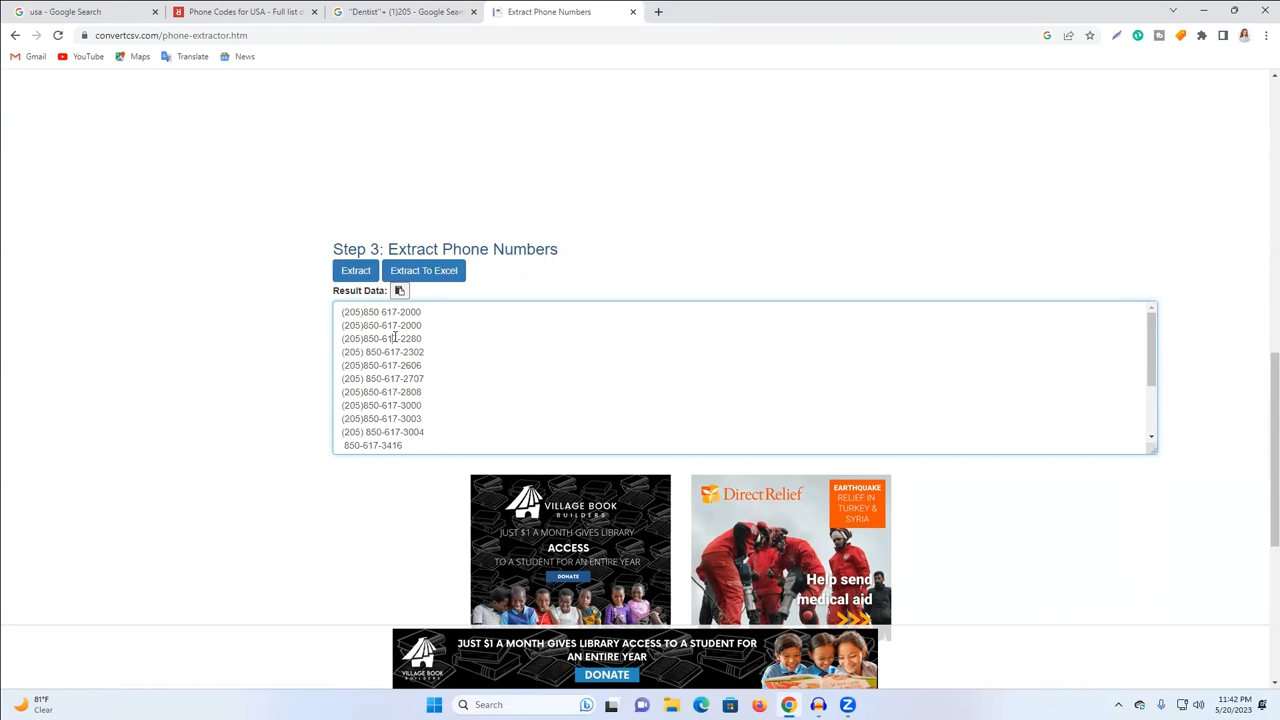 usa - Google Search
Phone Codes for USA - Full list o
"Dentist"+ (1)205 - Google Sear
Extract Phone Numbers
convertcsv.com/phone-extractor.htm
Gmail
YouTube
Maps
Translate
News
Step 3: Extract Phone Numbers
Extract
Extract To Excel
Result Data:
(205)850 617-2000
(205)850-617-2000
(205)850-617-2280
(205) 850-617-2302
(205)850-617-2606
(205) 850-617-2707
(205)850-617-2808
(205)850-617-3000
(205)850-617-3003
(205) 850-617-3004
850-617-3416
VILLAGE BOOK
BUILDERS
JUST $1 A MONTH GIVES LIBRARY
ACCESS
TO A STUDENT FOR AN ENTIRE YEAR
DONATE
DirectRelief
EARTHQUAKE
RELIEF IN
TURKEY &
SYRIA
Help send
medical aid
>>>
VILLAGE BOOK
BUILDERS
JUST $1 A MONTH GIVES LIBRARY ACCESS TO A STUDENT FOR
AN ENTIRE YEAR
DONATE
81°F
Clear
Search
11:42 PM
5/20/2023